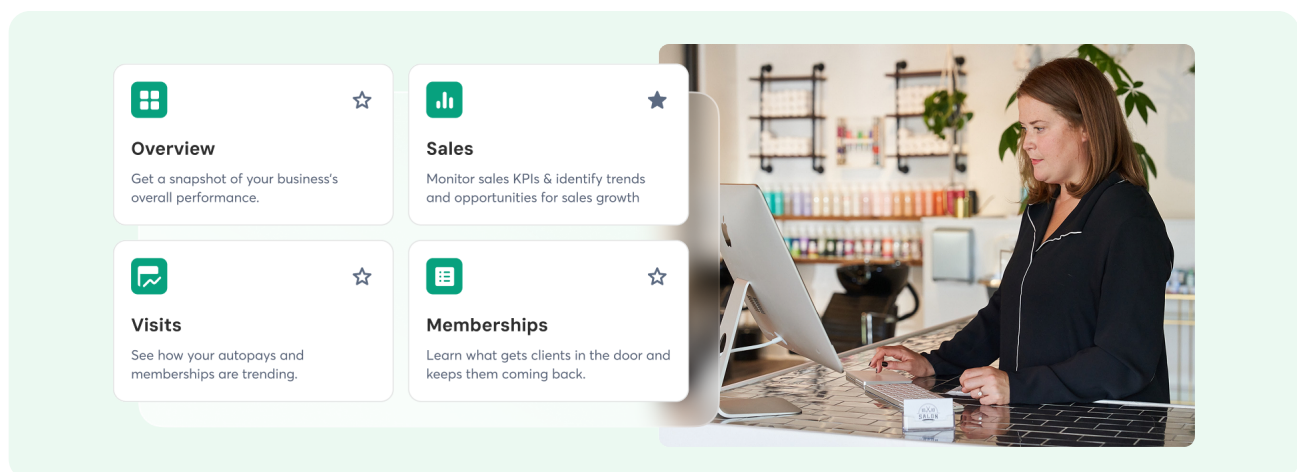 Overview
Get a snapshot of your business's
overall performance.
Sales
Monitor sales KPIs & identify trends
and opportunities for sales growth
Visits
See how your autopays and
memberships are trending.
Memberships
Learn what gets clients in the door and
keeps them coming back.
SALON